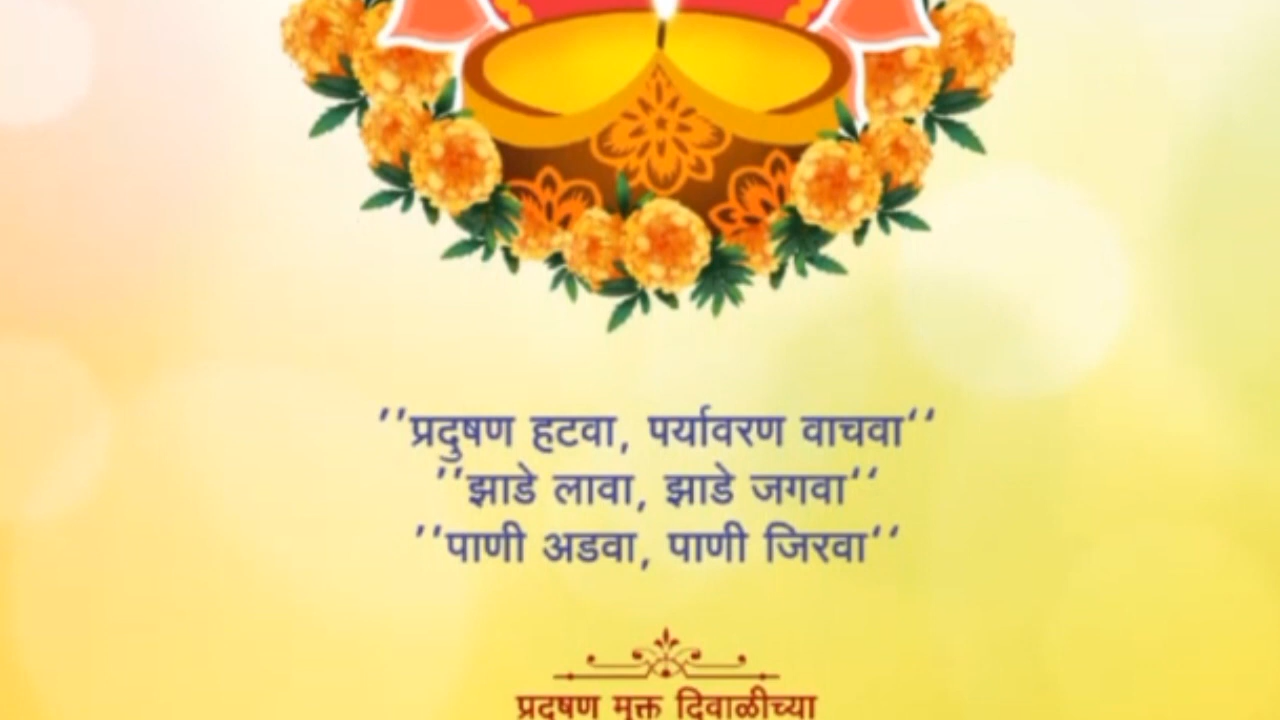 ’’प्रदुषण हटवा, पर्यावरण वाचवा‘‘
’’झाडे लावा, झाडे जगवा‘‘
’’पाणी अडवा, पाणी जिरवा‘‘
प्रदुषण मुक्त दिवाळीच्या